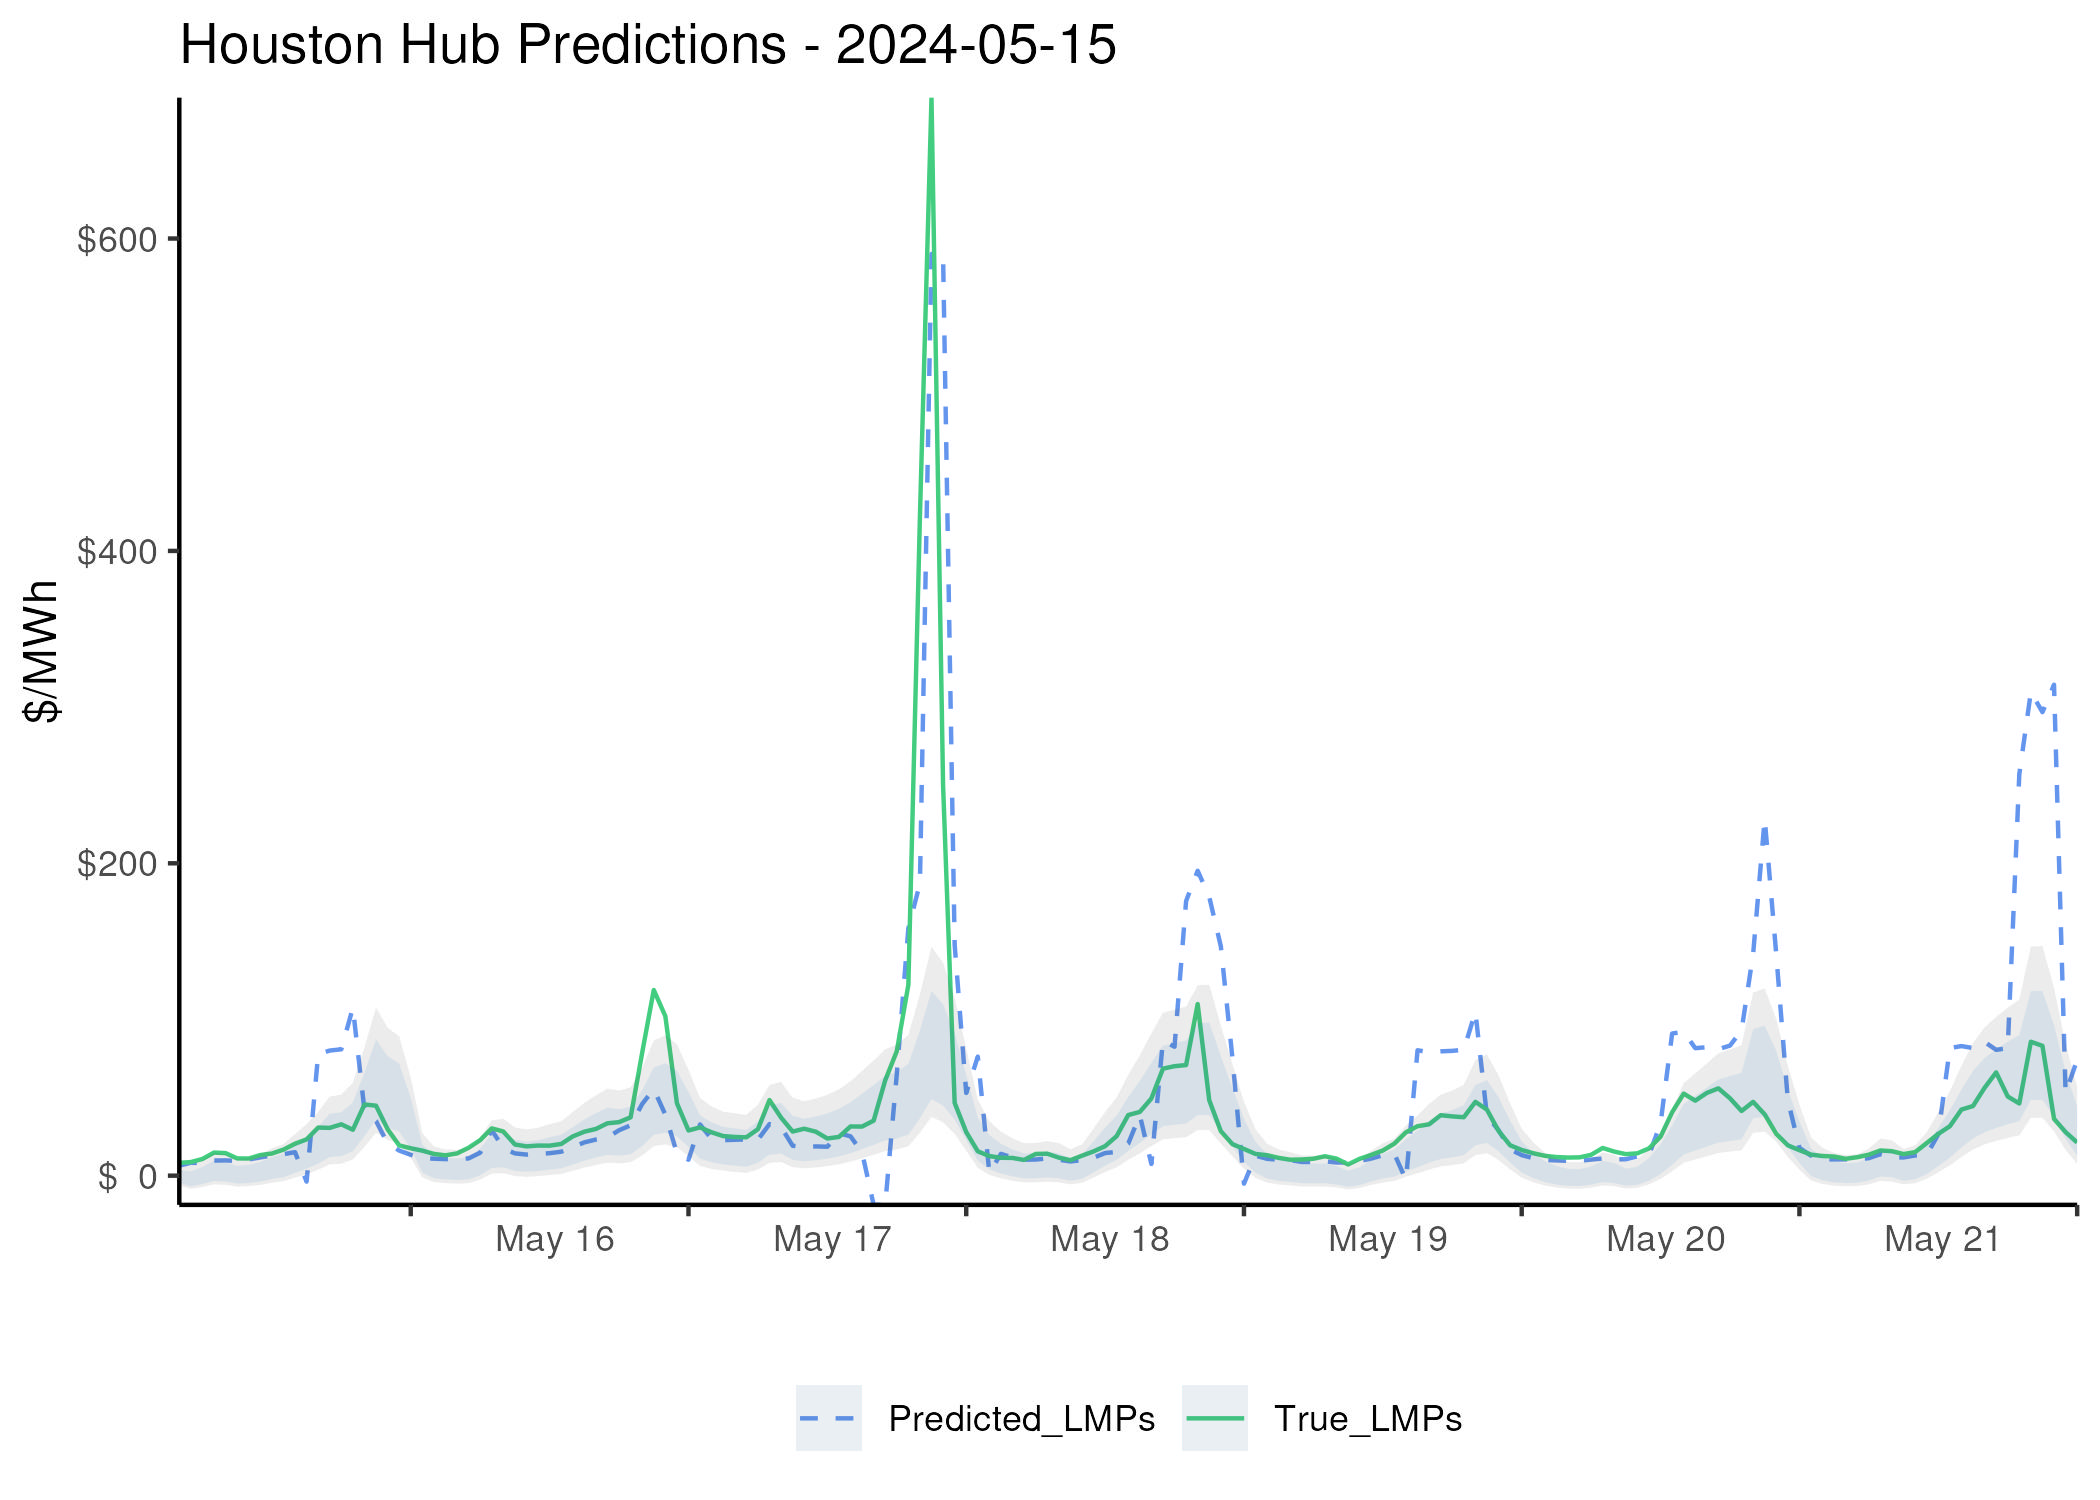 Houston Hub Predictions - 2024-05-15
$/MWh
$600
$400
$200
$ 0
May 16
May 17
May 18
May 19
May 20
May 21
Predicted_LMPs
True_LMPs